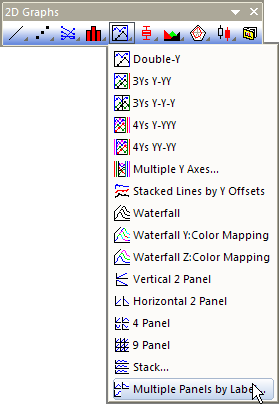 2D Graphs
Double-Y
3Ys Y-YY
3Ys Y-Y-Y
4Ys Y-YYY
4Ys YY-YY
Multiple Y Axes...
Stacked Lines by Y Offsets
Waterfall
Waterfall Y:Color Mapping
Waterfall Z:Color Mapping
Vertical 2 Panel
Horizontal 2 Panel
4 Panel
9 Panel
Stack...
Multiple Panels by Labe...